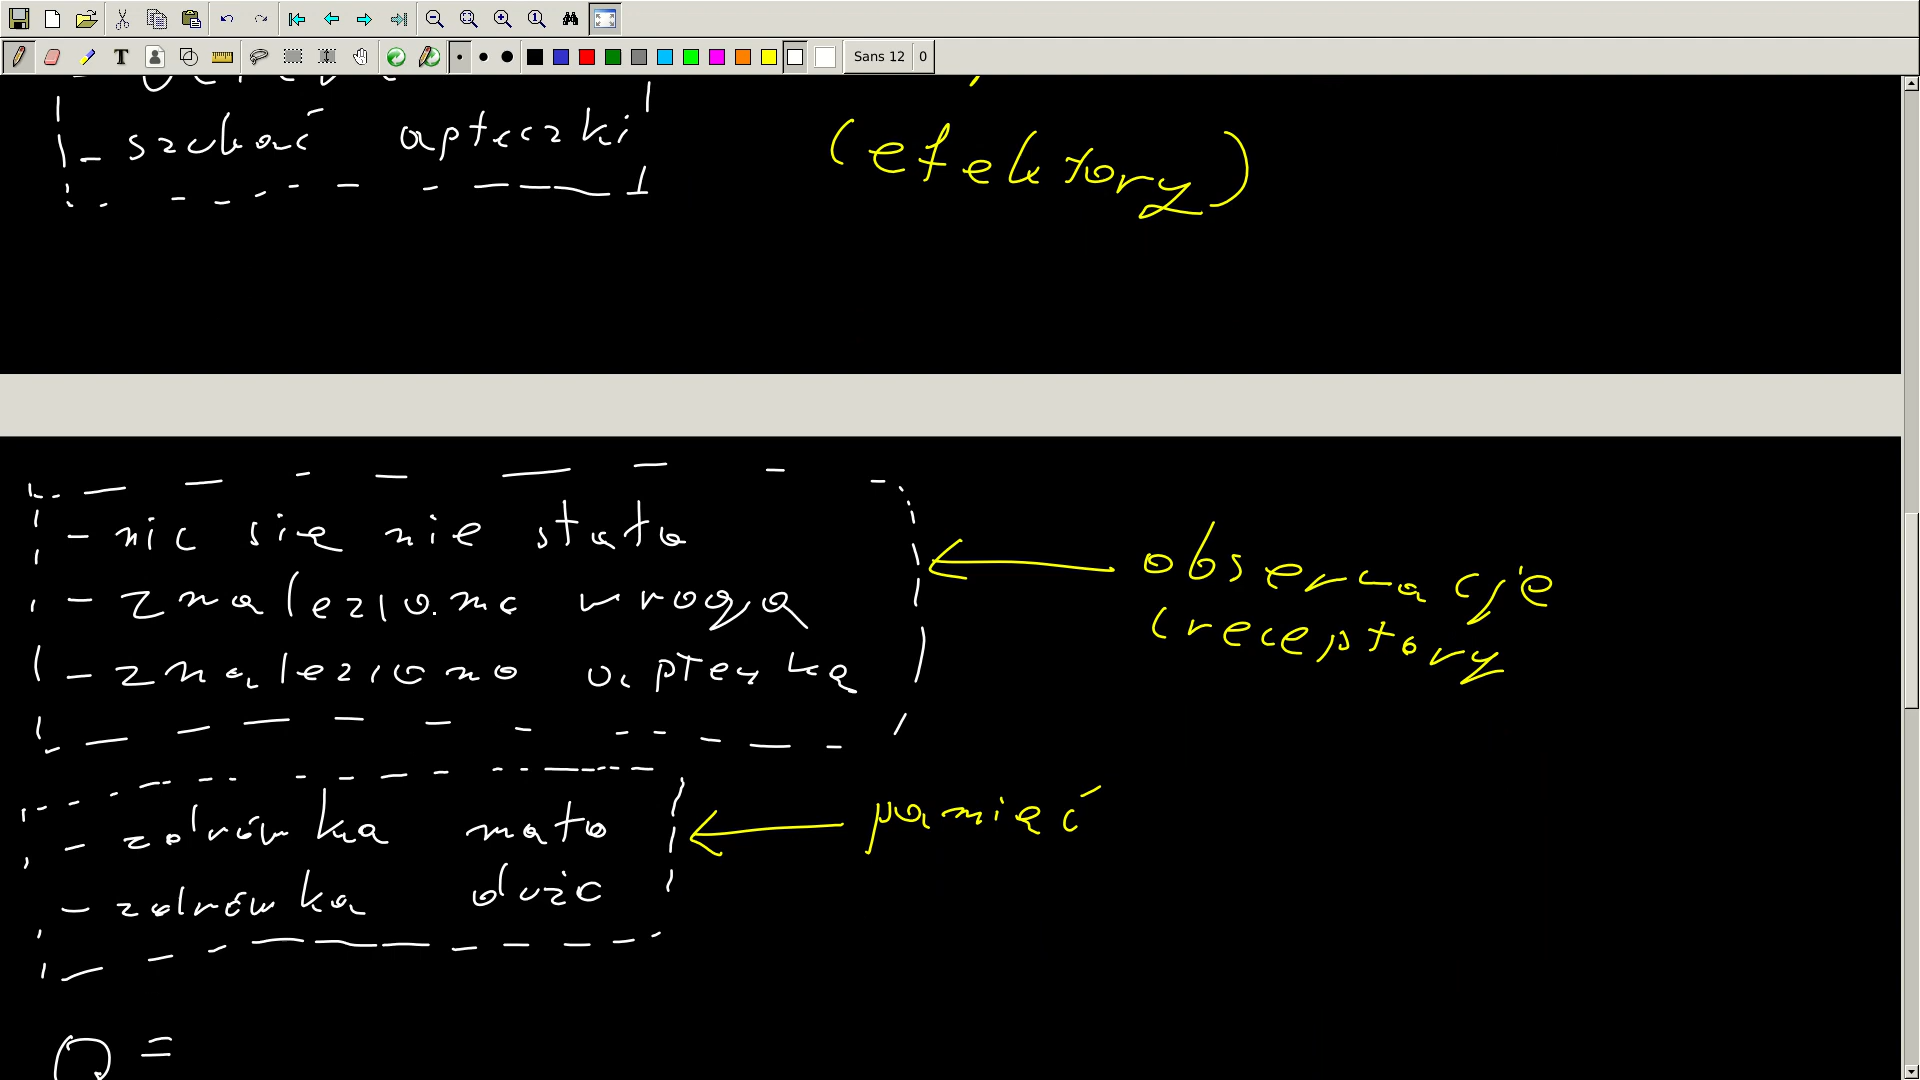 Sans 12 0
- szukać apteczki
(efektory)
- nic się nie stało
- znaleziono wroga
- znaleziono apteczkę
obserwacje
(receptory
- zdrówka mało
pamięć
- zdrówka dużo
Q =